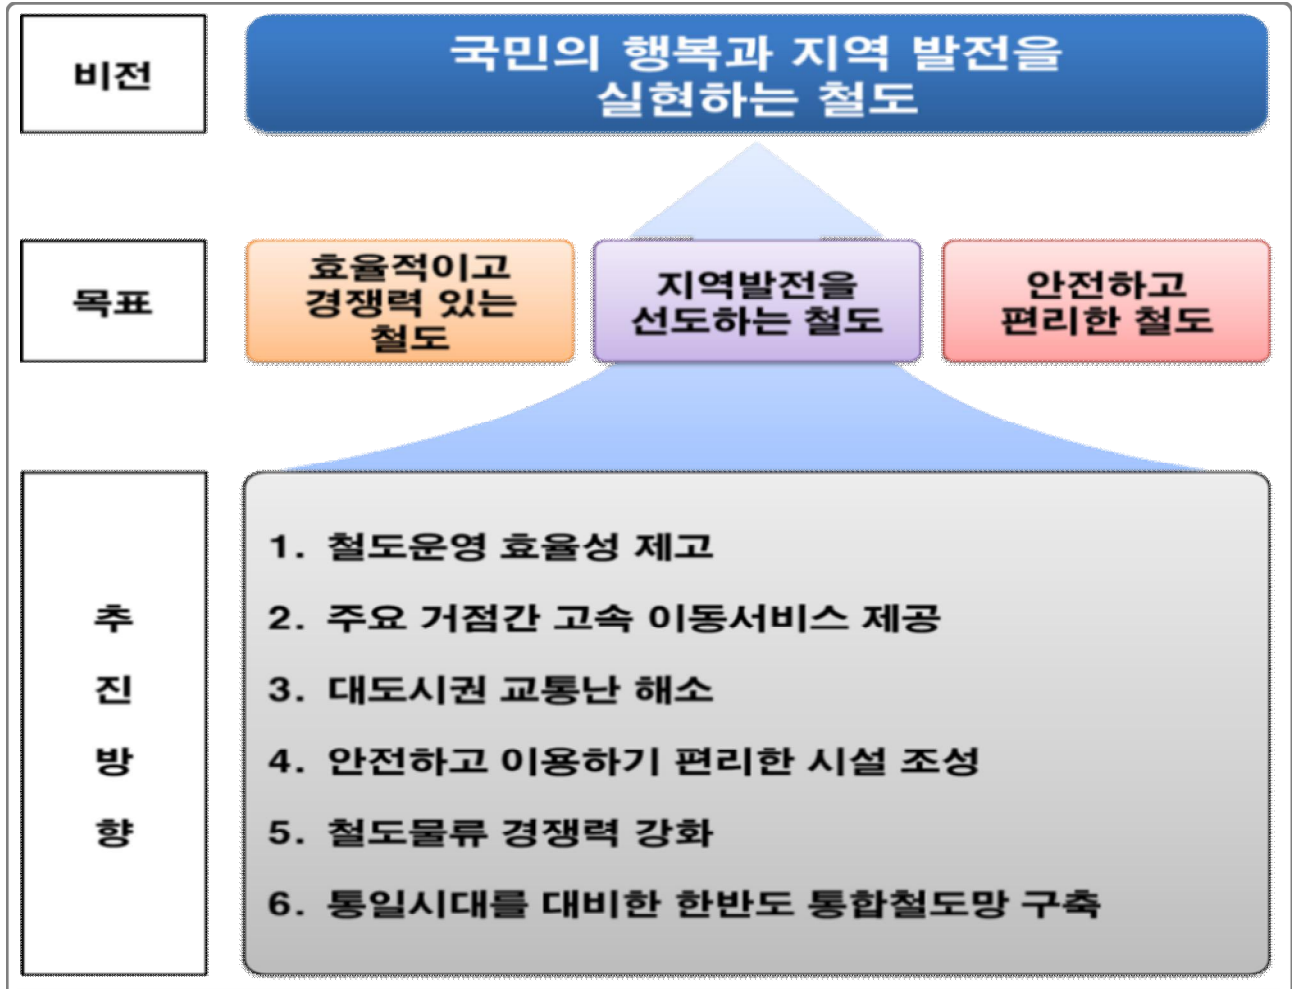 비전
국민의 행복과 지역 발전을
실현하는 철도
목표
효율적이고
경쟁력 있는
철도
지역발전을
선도하는 철도
안전하고
편리한 철도
추
진
방
향
1. 철도운영 효율성 제고
2. 주요 거점간 고속 이동서비스 제공
3. 대도시권 교통난 해소
4. 안전하고 이용하기 편리한 시설 조성
5. 철도물류 경쟁력 강화
6. 통일시대를 대비한 한반도 통합철도망 구축